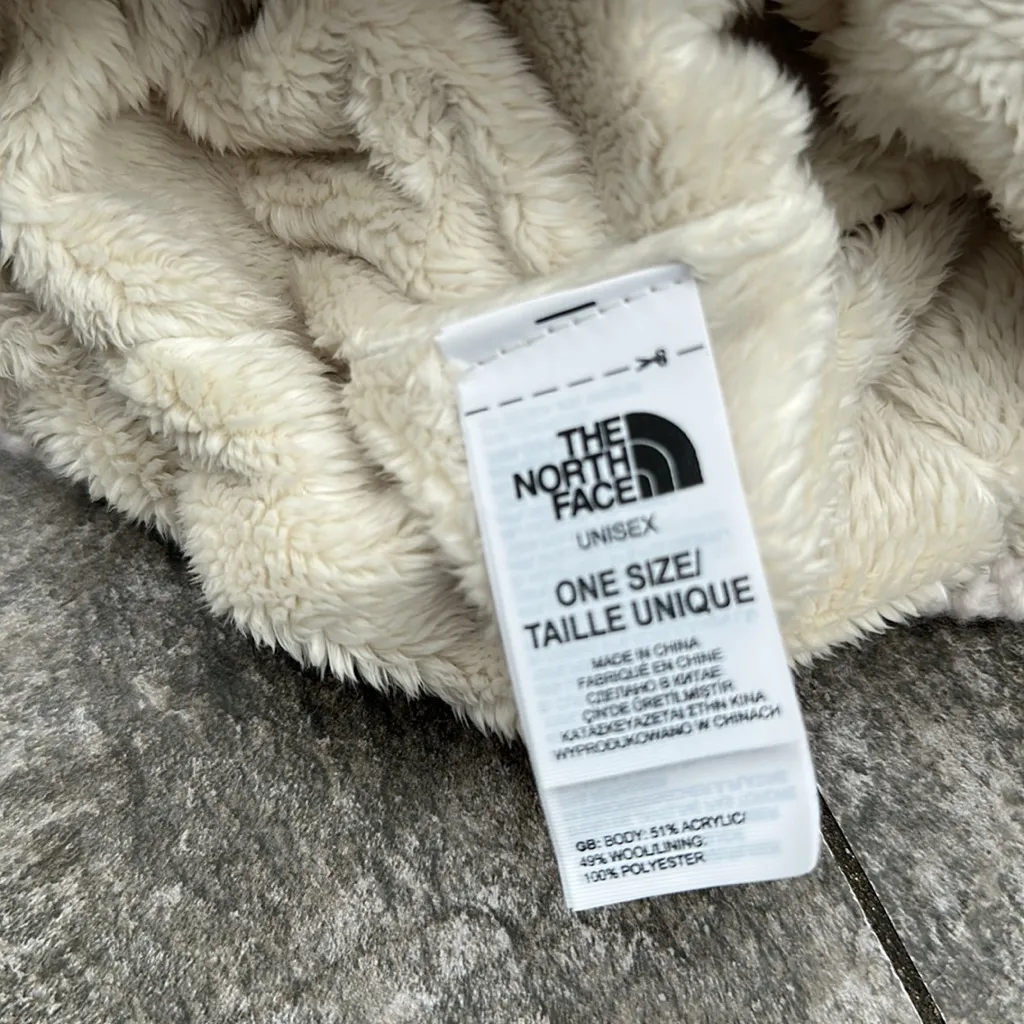 THE
NORTH
FACE
UNISEX
ONE SIZE/
TAILLE UNIQUE
MADE IN CHINA
FABRIQUÉ EN CHINE
СДЕЛАНО В КИТАЕ
ÇIN'DE ÜRETILMISTIR
ΚΑΤΑΣΚΕΥΑΖΕΤΑΙ ΣΤΗΝ ΚΙΝΑ
WYPRODUKOWANO W CHINACH
GB: BODY: 51% ACRYLIC/
49% WOOL/LINING:
100% POLYESTER